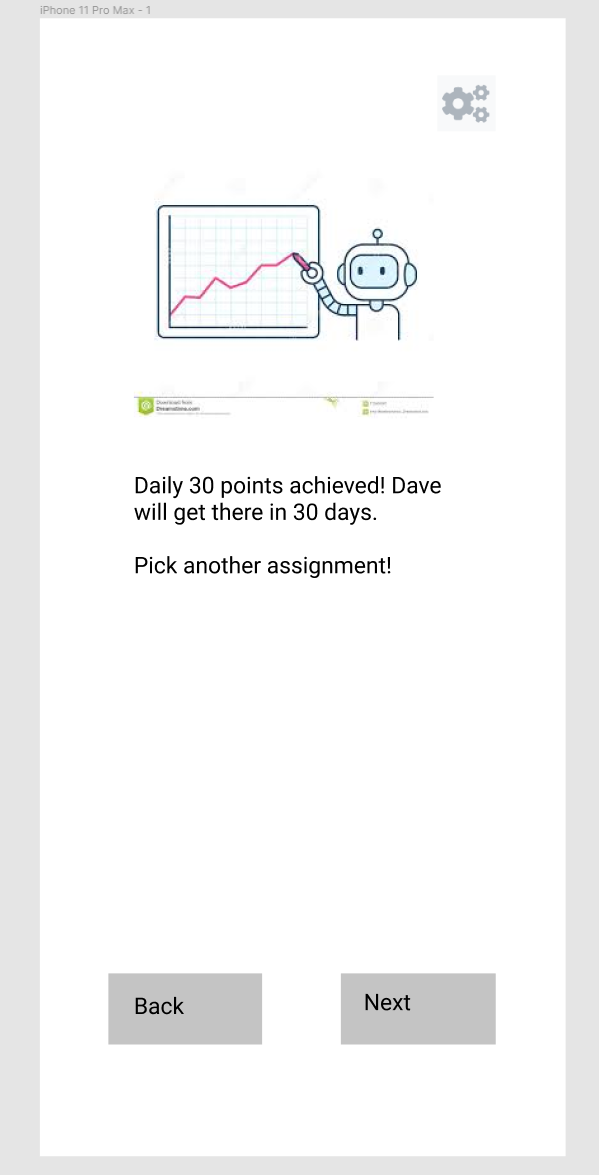 iPhone 11 Pro Max - 1
Download from
Dreamstime.com
Daily 30 points achieved! Dave
will get there in 30 days.
Pick another assignment!
Back
Next